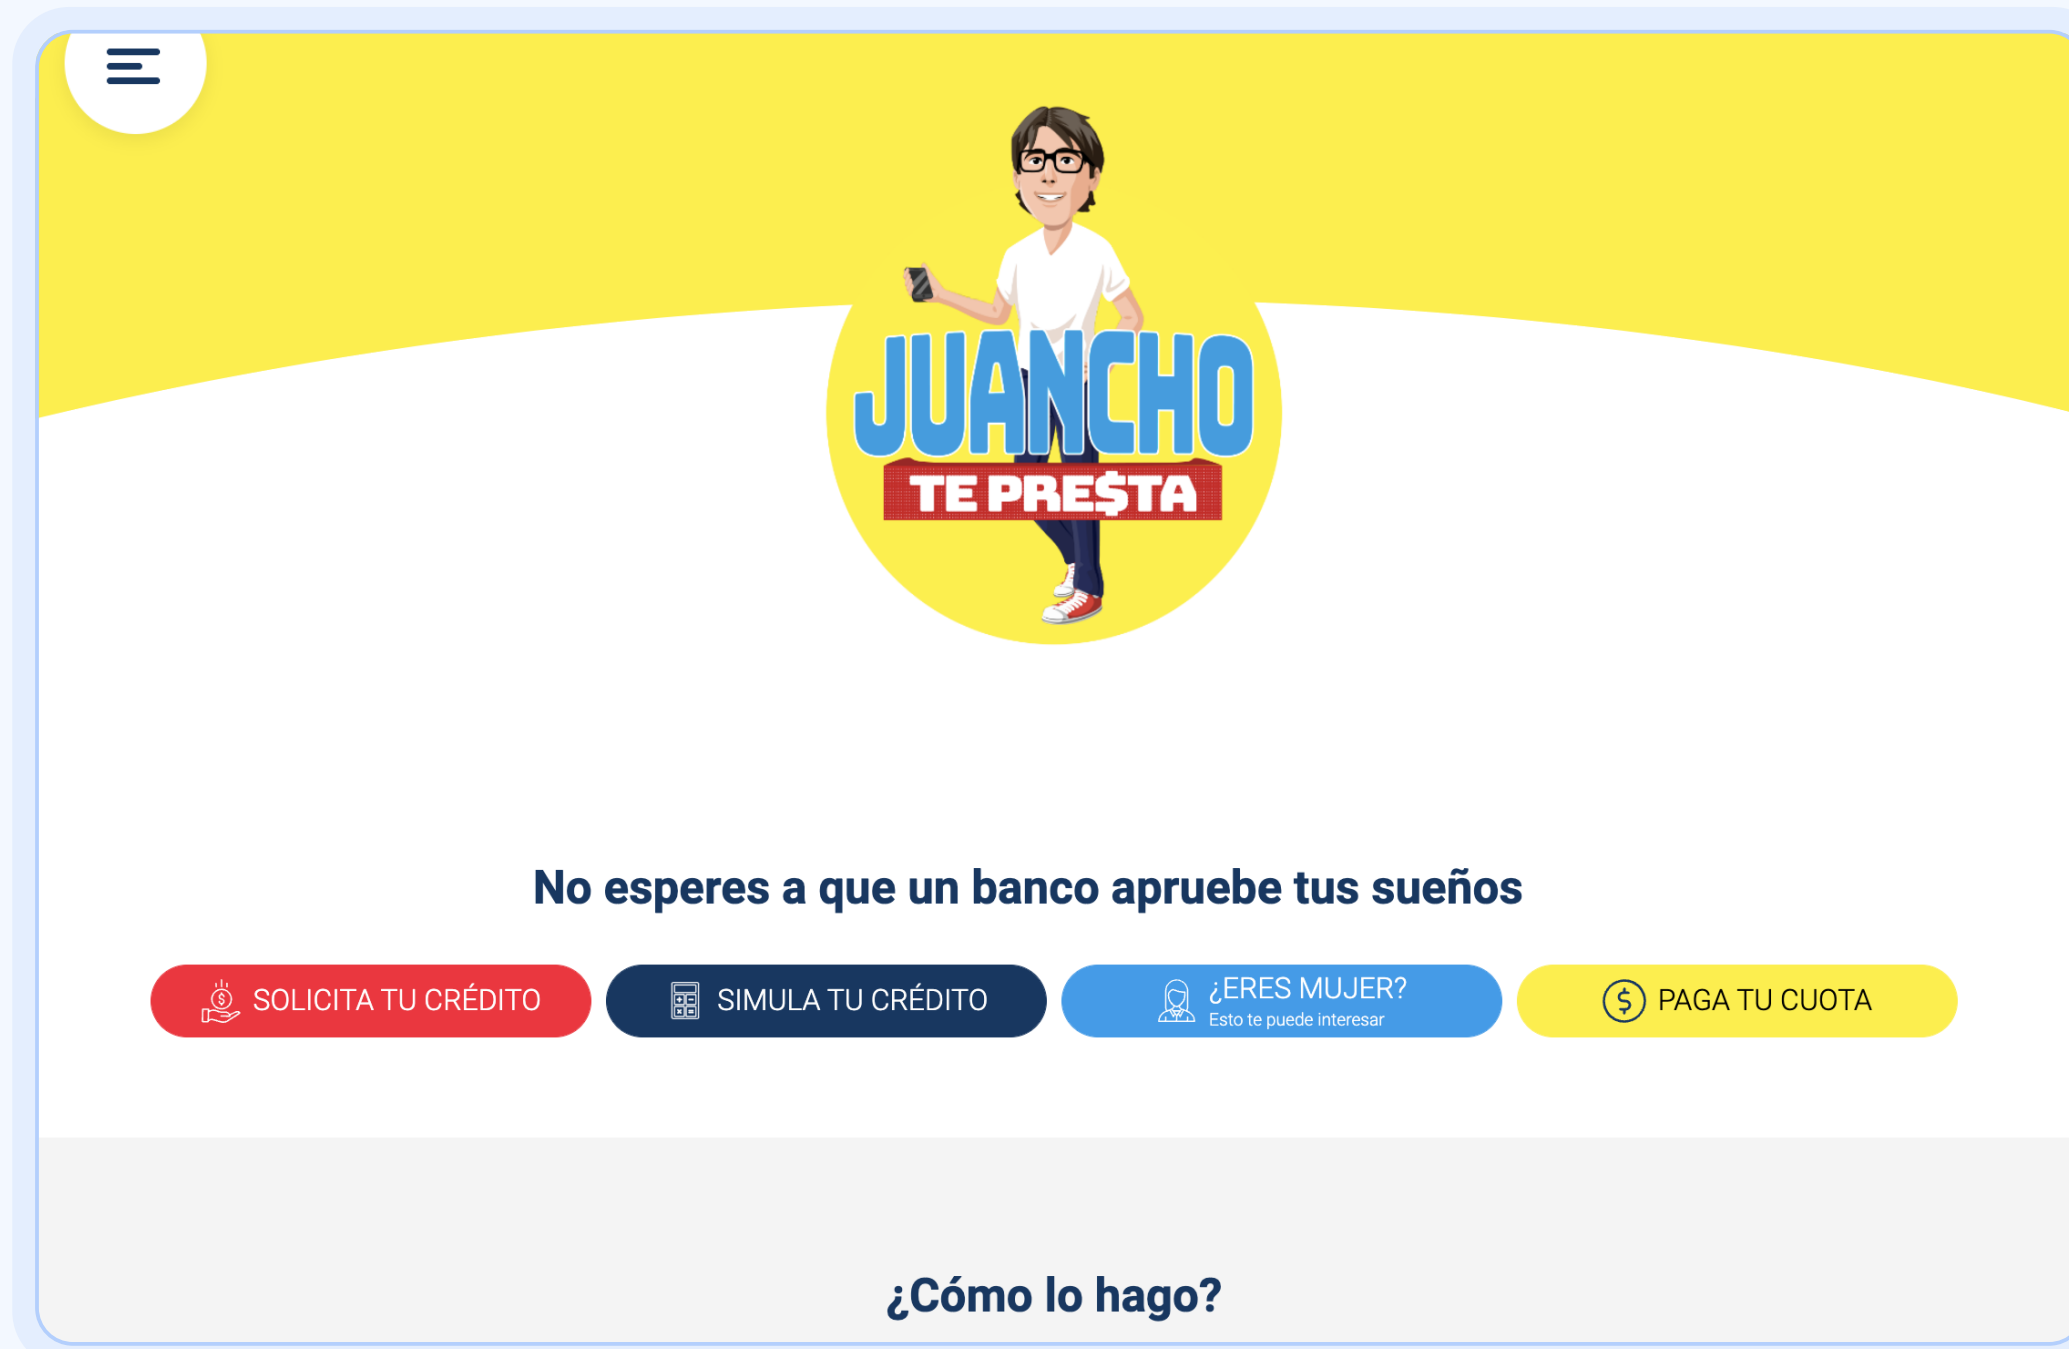 JUANCHO
TE PRE$TA
No esperes a que un banco apruebe tus sueños
SOLICITA TU CRÉDITO
SIMULA TU CRÉDITO
¿ERES MUJER?
Esto te puede interesar
PAGA TU CUOTA
¿Cómo lo hago?